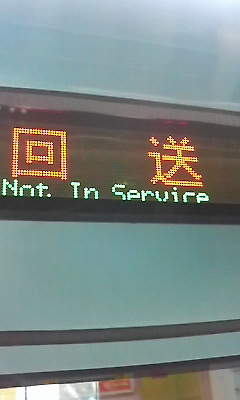 回送
Not In Service